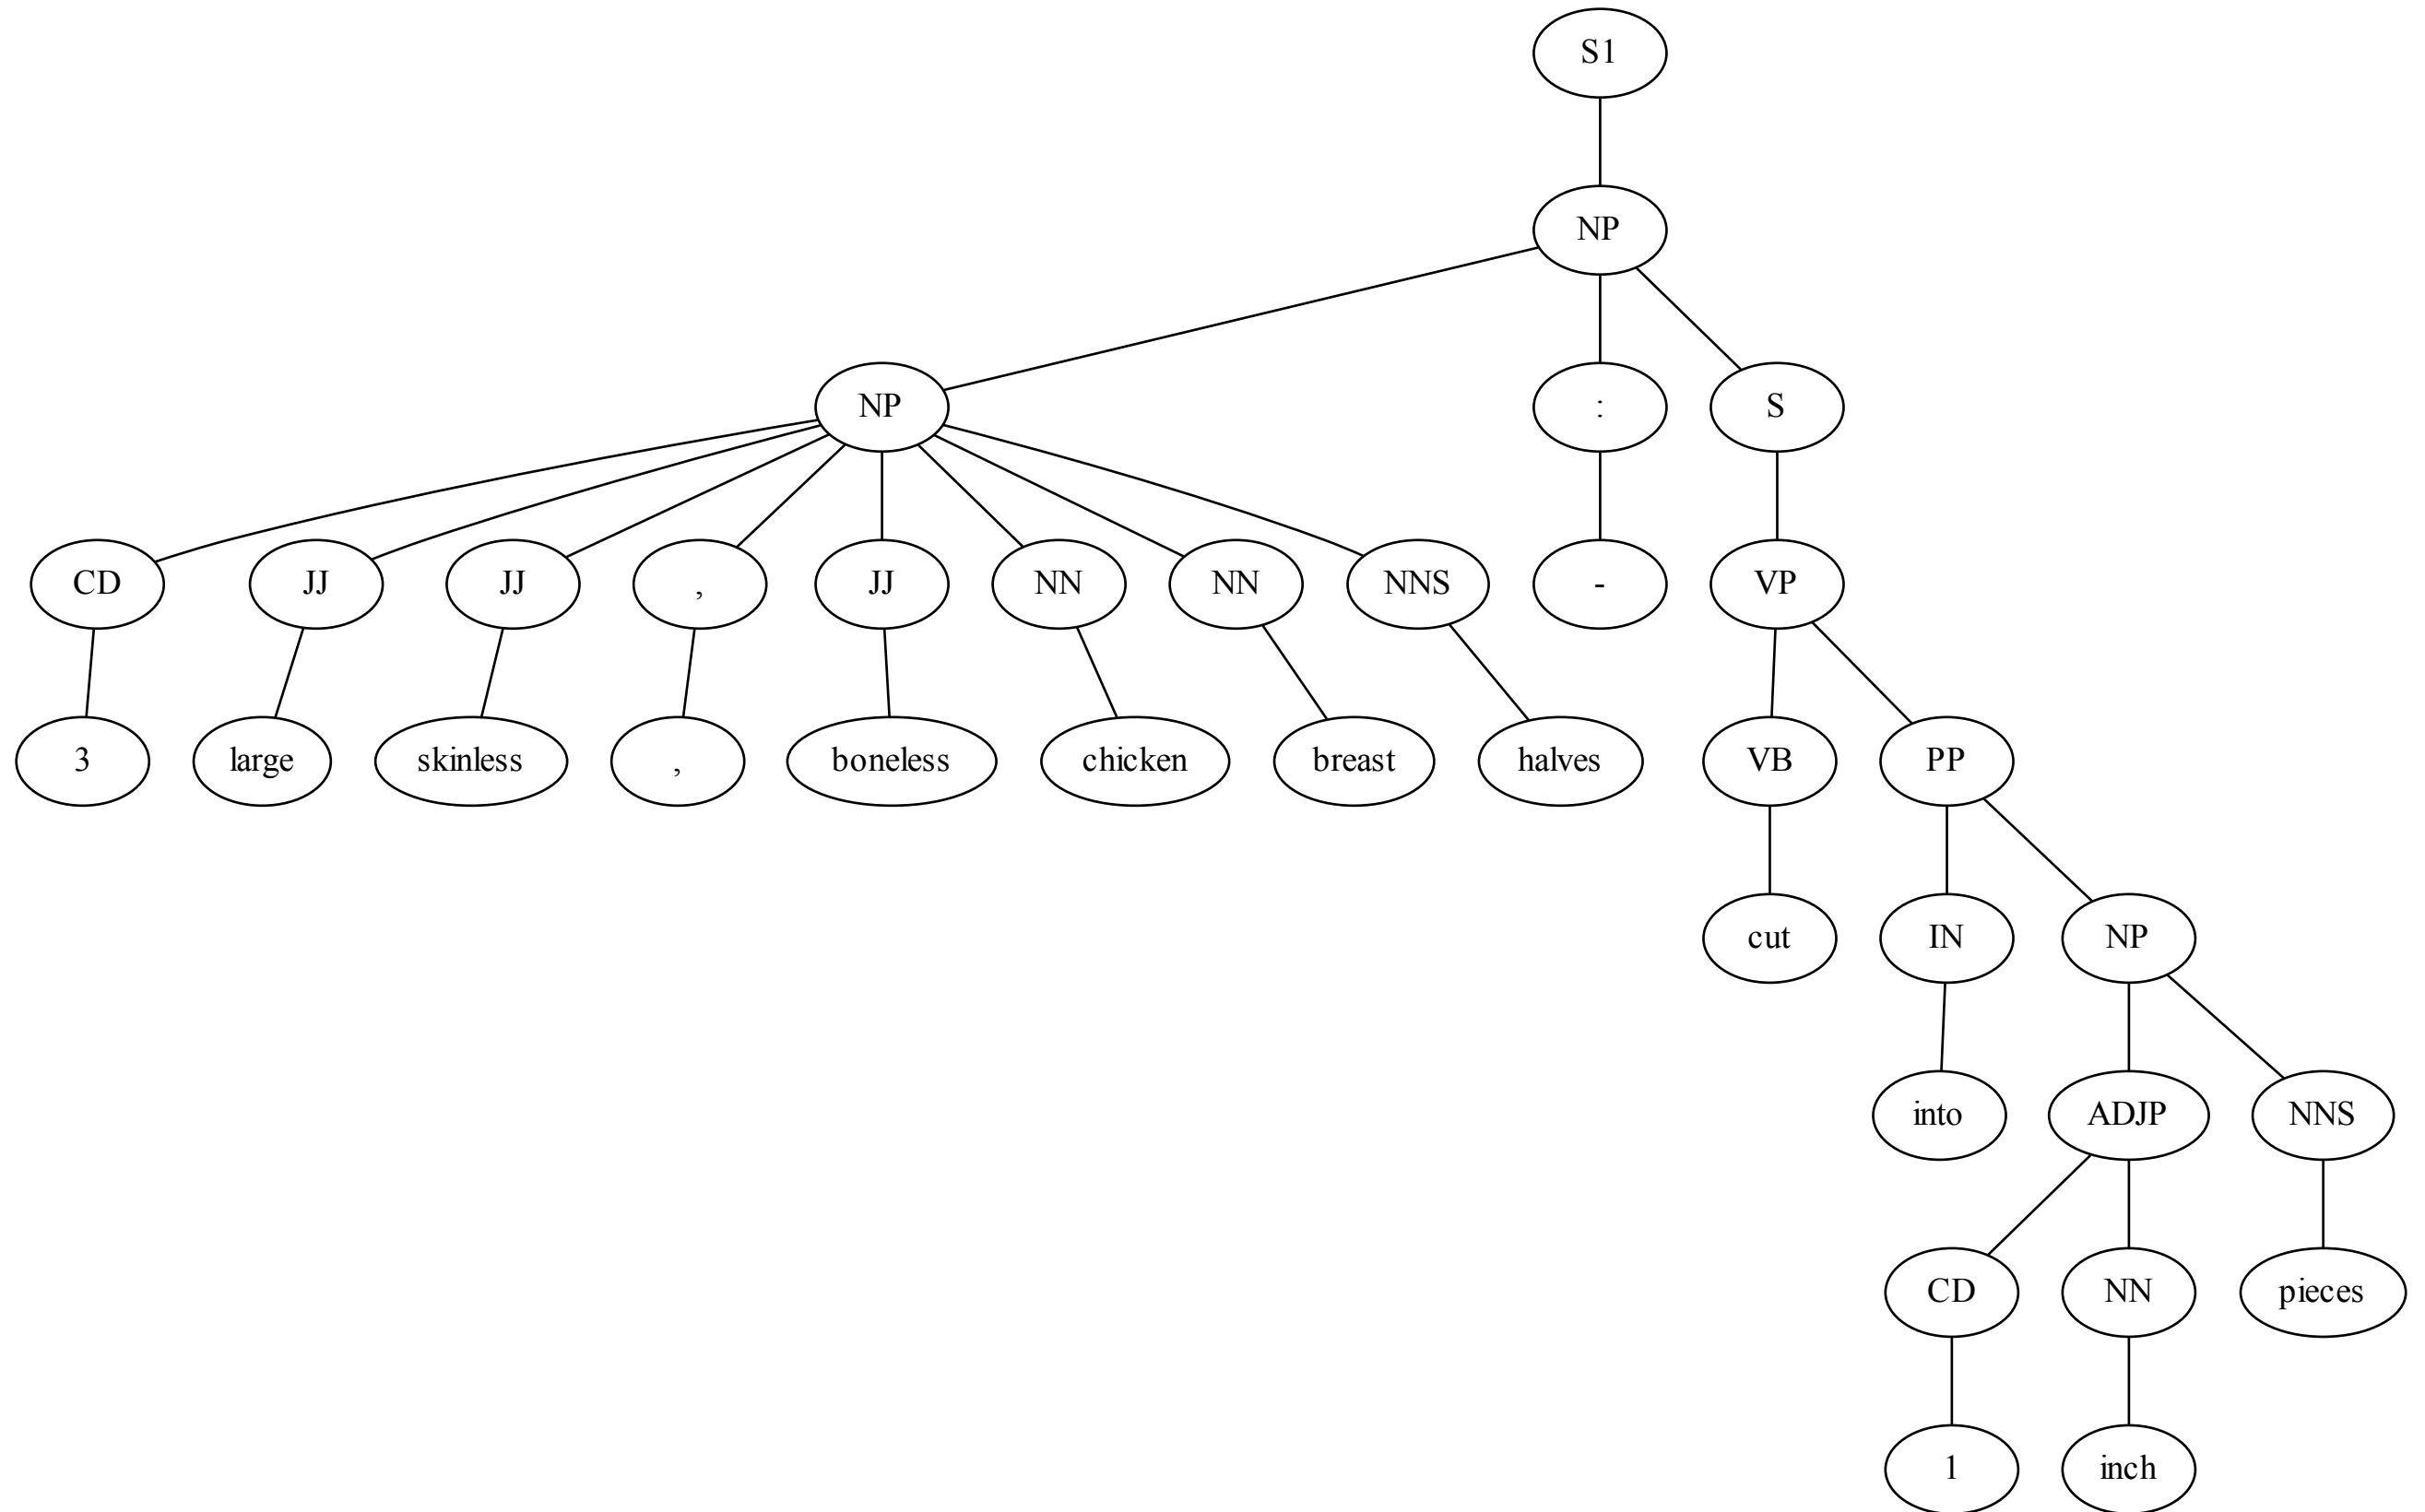 S1
NP
NP : S
CD JJ JJ , JJ NN NN NNS - VP
3 large skinless , boneless chicken breast halves VB PP
cut IN NP
into ADJP NNS
CD NN pieces
1 inch